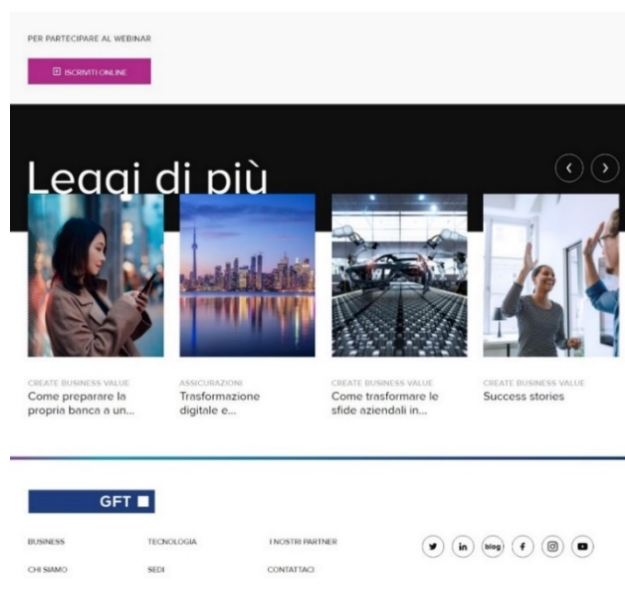 PER PARTECIPARE AL WEBINAR
ISCRIVITI ONLINE
Leggi di più
CREATE BUSINESS VALUE
Come preparare la
propria banca a un...
ASSICURAZIONI
Trasformazione
digitale e...
CREATE BUSINESS VALUE
Come trasformare le
sfide aziendali in...
CREATE BUSINESS VALUE
Success stories
GFT
BUSINESS
TECNOLOGIA
I NOSTRI PARTNER
in
blog
f
CHI SIAMO
SEDI
CONTATTACI